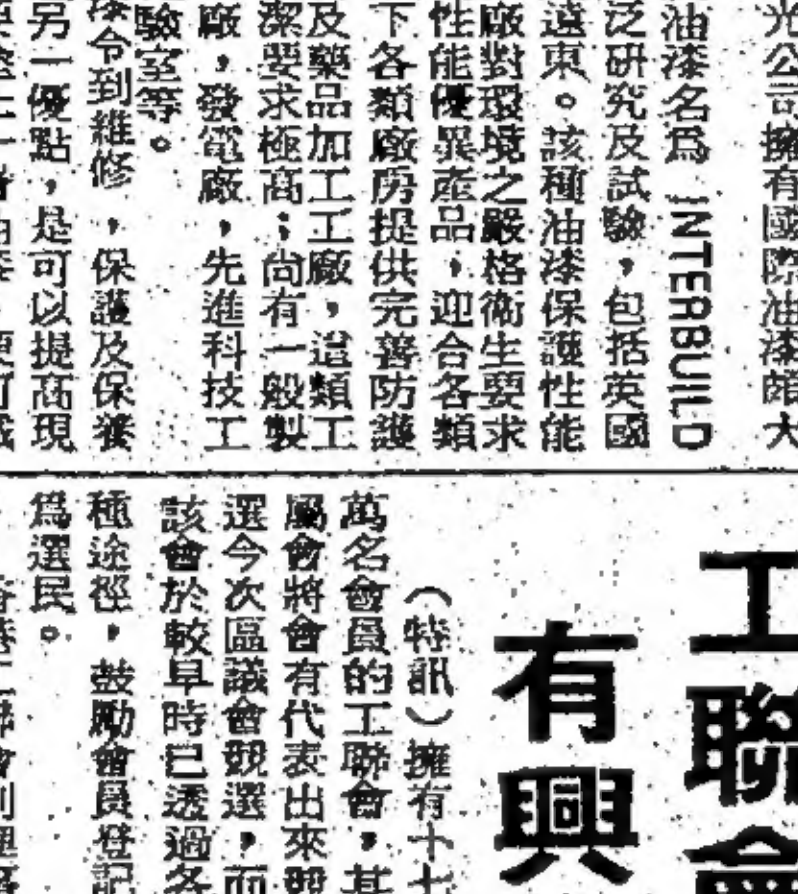 光公司擁有國際油漆的大
油漆名爲 INTERBUILD
泛研究及試驗，包括英國
遠東。該種油漆保護性能
廠對環境之嚴格衛生要求
性能優異產品，迎合各類
下各類廠房提供完善防護
及藥品加工工廠，這類工
潔要求極高；尚有一般製
廠，發電廠，先進科技工
驗室等。
漆令到維修，保護及保養
另一優點，是可以提高現
工聯會
有興
（特訊）擁有十七
萬名會員的工聯會，其
屬會將會有代表出來競
選今次區議會競選，而
該會於較早時已透過各
種途徑，鼓勵會員登記
爲選民。